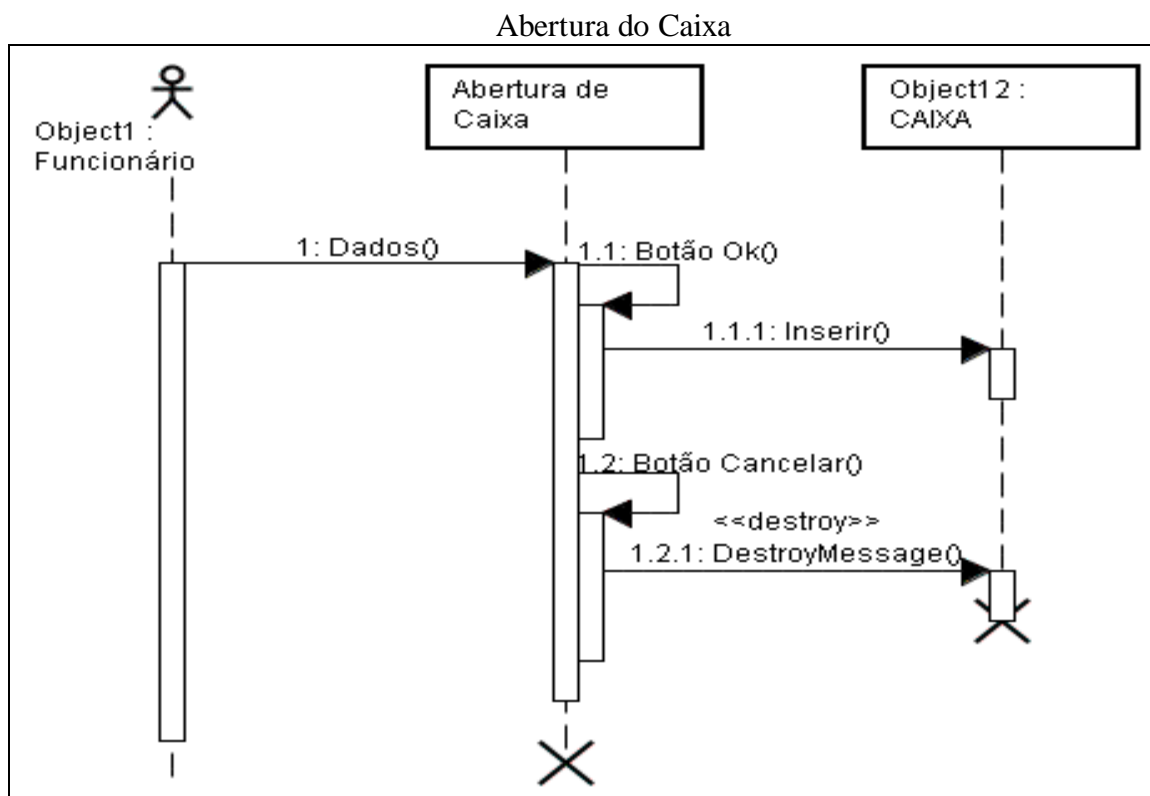 Abertura do Caixa
Object1 :
Funcionário
Abertura de
Caixa
Object12 :
CAIXA
1: Dados()
1.1: Botão Ok()
1.1.1: Inserir()
1.2: Botão Cancelar()
<<destroy>>
1.2.1: DestroyMessage()